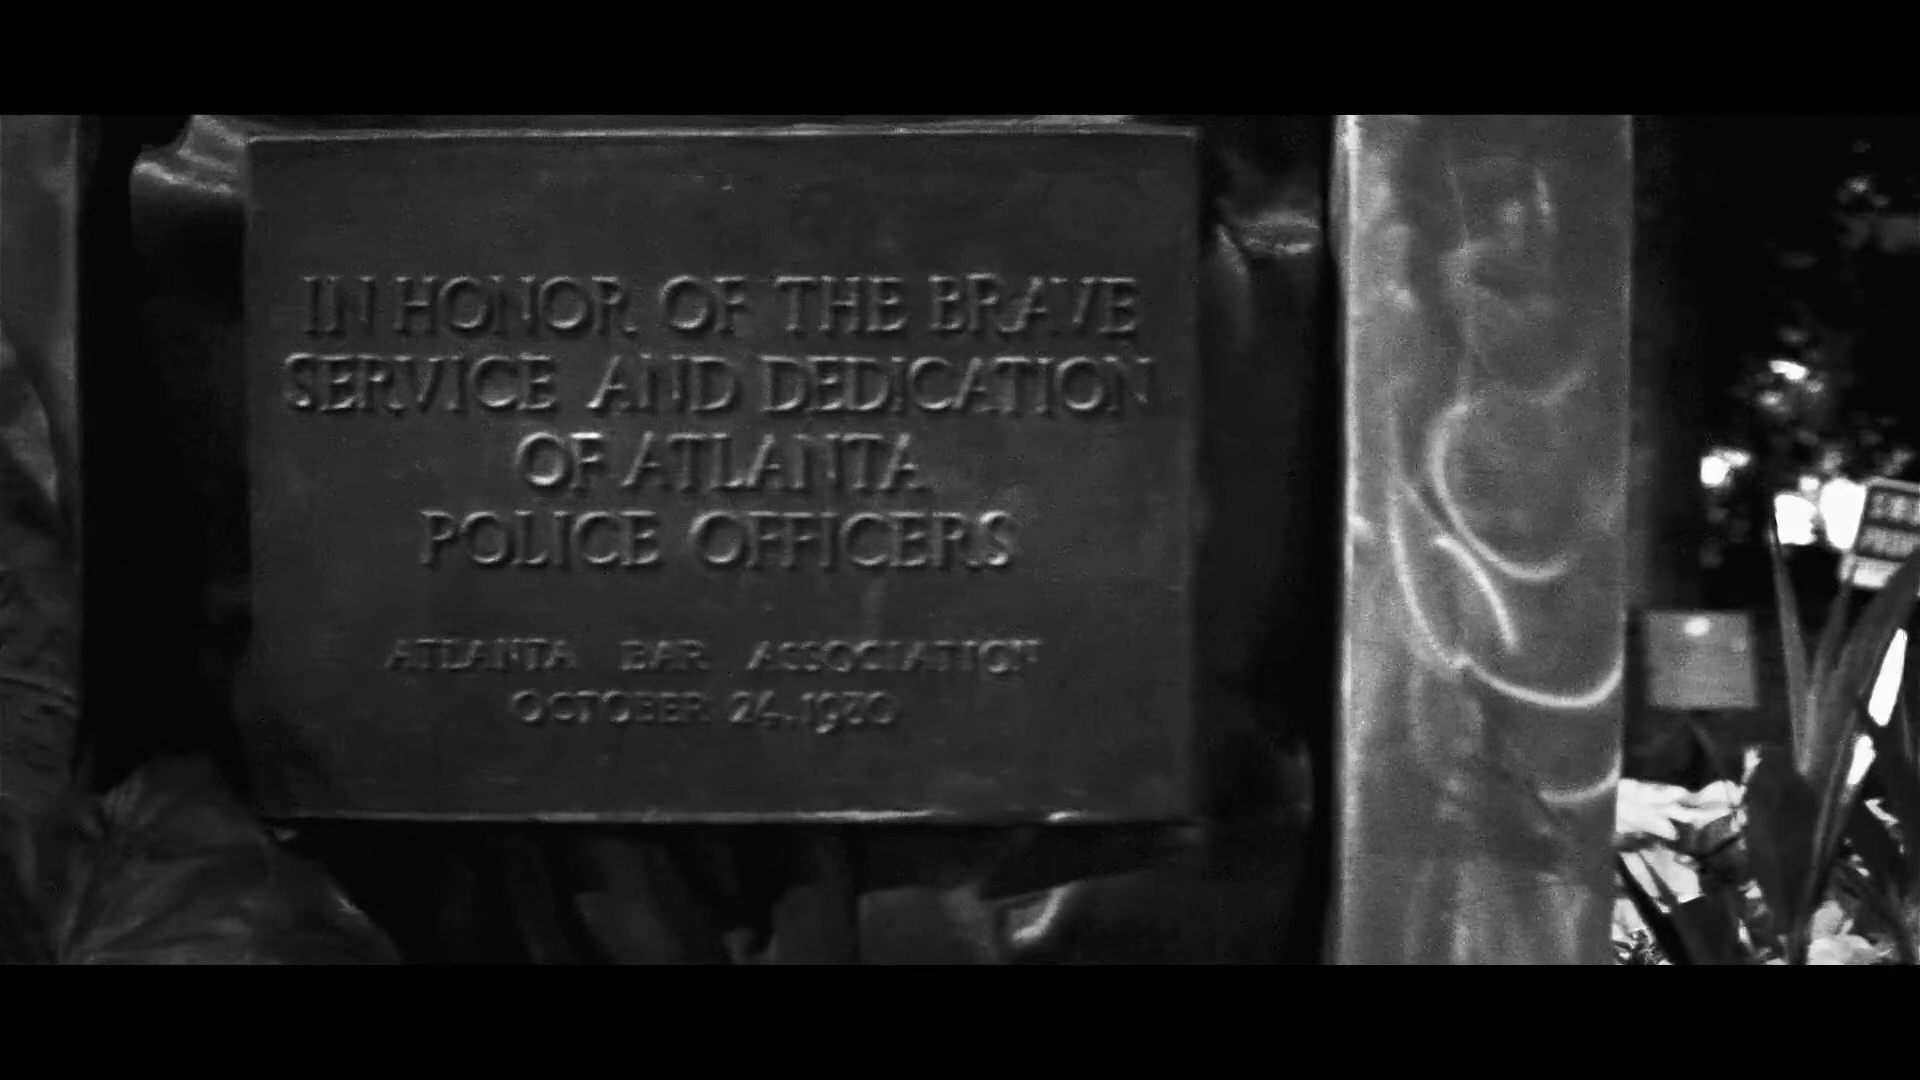 IN HONOR OF THE BRAVE
SERVICE AND DEDICATION
OF ATLANTA
POLICE OFFICERS
ATLANTA BAR ASSOCIATION
OCTOBER 24, 1980